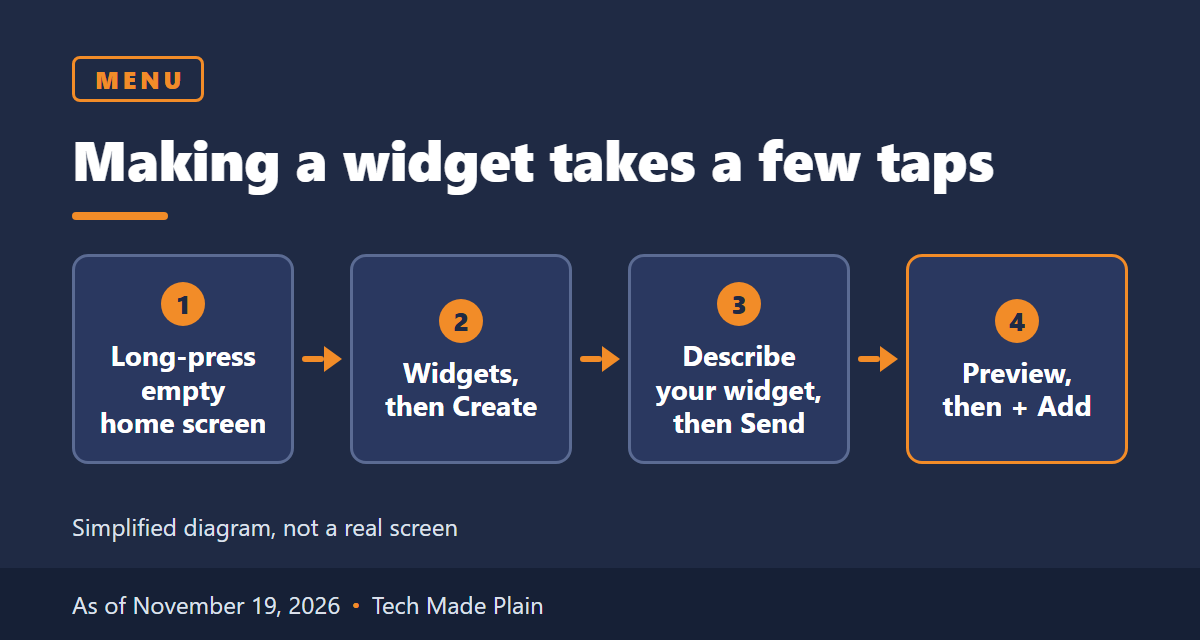 MENU
Making a widget takes a few taps
1
Long-press
empty
home screen
2
Widgets,
then Create
3
Describe
your widget,
then Send
4
Preview,
then + Add
Simplified diagram, not a real screen
As of November 19, 2026 • Tech Made Plain